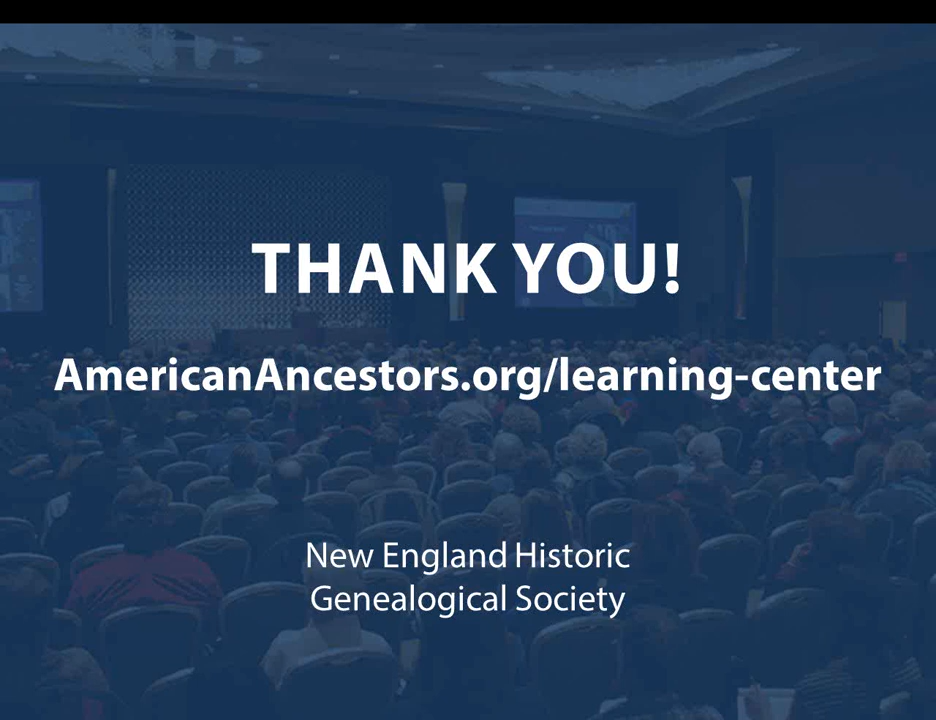 THANK YOU!
AmericanAncestors.org/learning-center
New England Historic
Genealogical Society